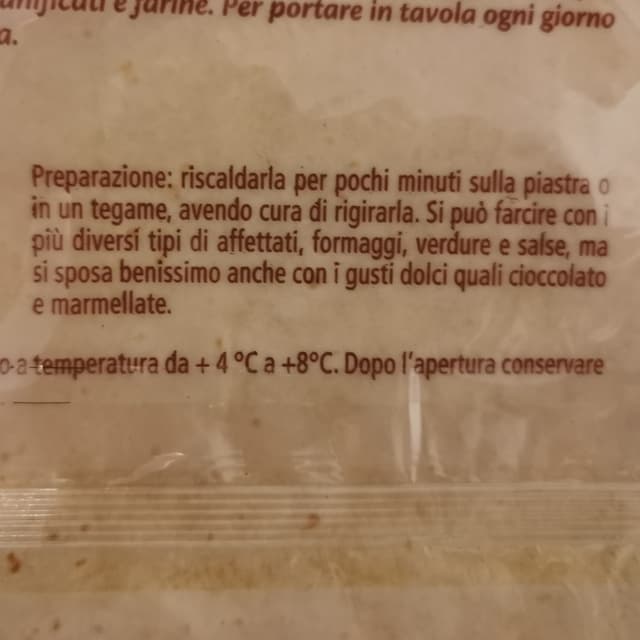 e farine. Per portare in tavola ogni giorno
a.
Preparazione: riscaldarla per pochi minuti sulla piastra o
in un tegame, avendo cura di rigirarla. Si può farcire con i
più diversi tipi di affettati, formaggi, verdure e salse, ma
si sposa benissimo anche con i gusti dolci quali cioccolato
e marmellate.
o a temperatura da + 4 °C a +8°C. Dopo l'apertura conservare